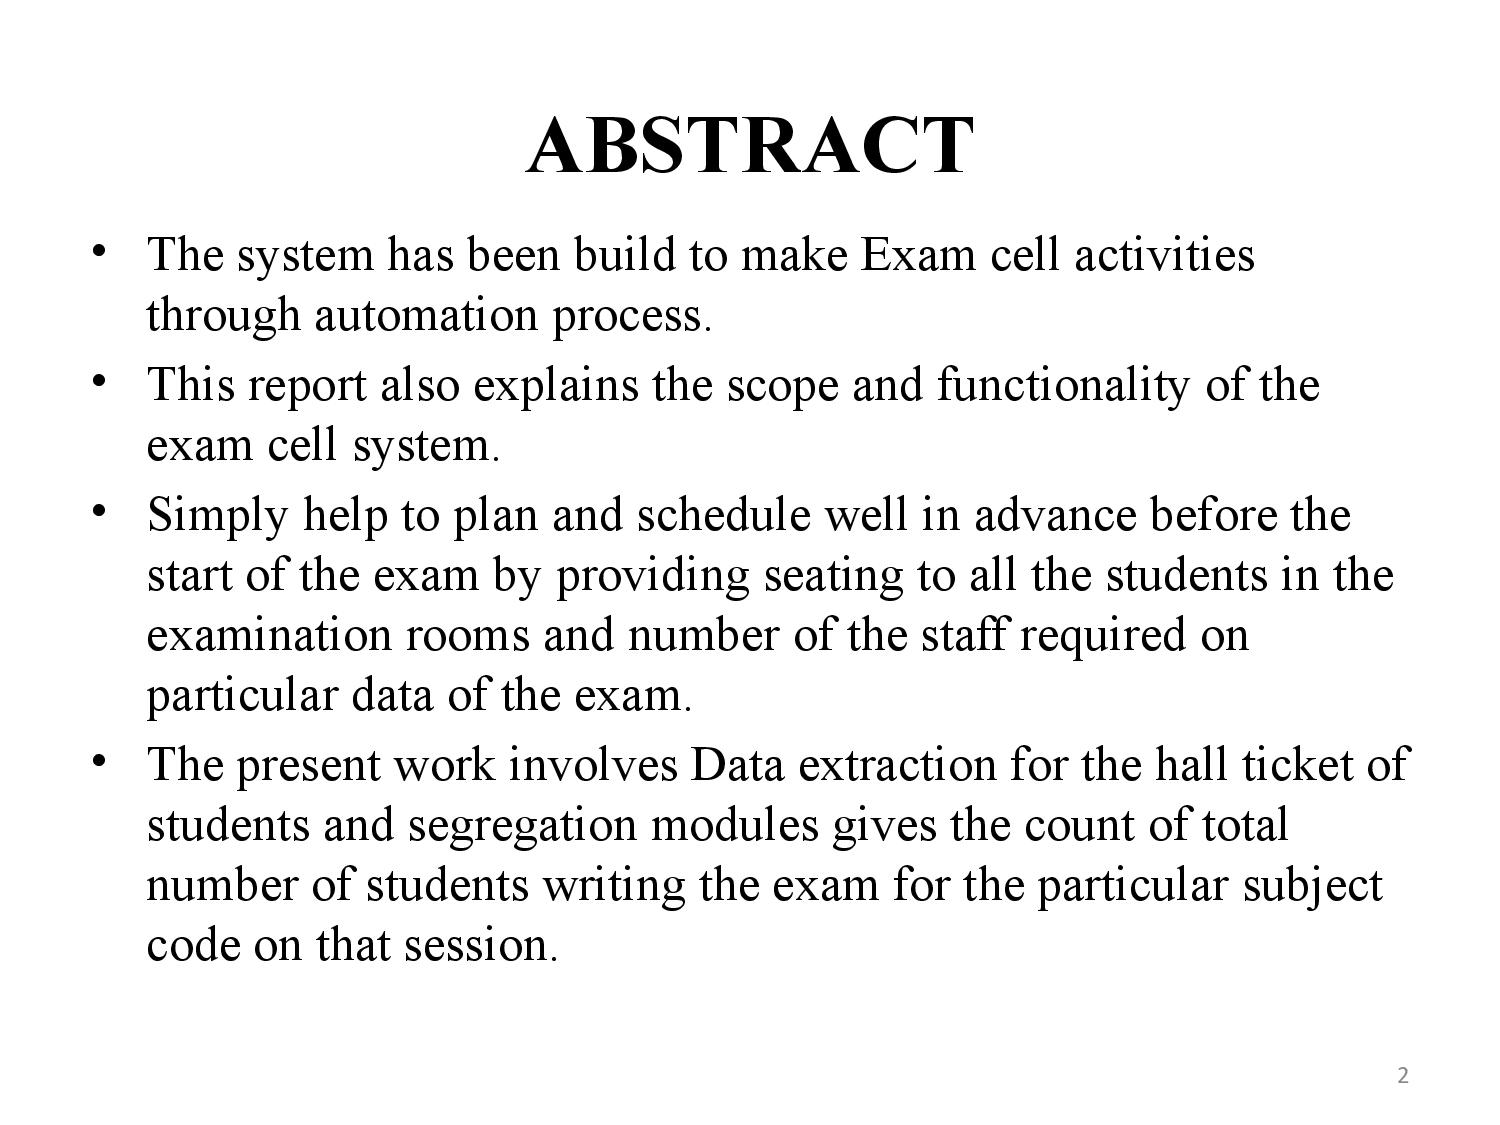 ABSTRACT
• The system has been build to make Exam cell activities
through automation process.
• This report also explains the scope and functionality of the
exam cell system.
• Simply help to plan and schedule well in advance before the
start of the exam by providing seating to all the students in the
examination rooms and number of the staff required on
particular data of the exam.
• The present work involves Data extraction for the hall ticket of
students and segregation modules gives the count of total
number of students writing the exam for the particular subject
code on that session.
2